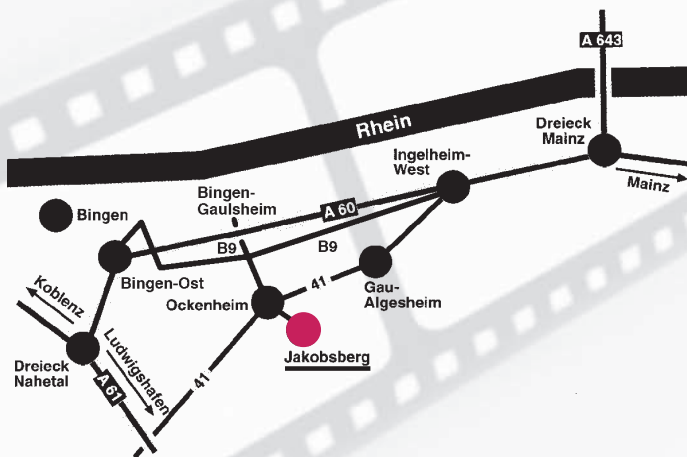 A 643
Rhein
Dreieck
Mainz
Ingelheim-
West
Mainz
Bingen-
Gaulsheim
A 60
Bingen
B9
B9
Bingen-Ost
41
Gau-
Algesheim
Koblenz
Ockenheim
Ludwigshafen
Jakobsberg
Dreieck
Nahetal
A 61
41